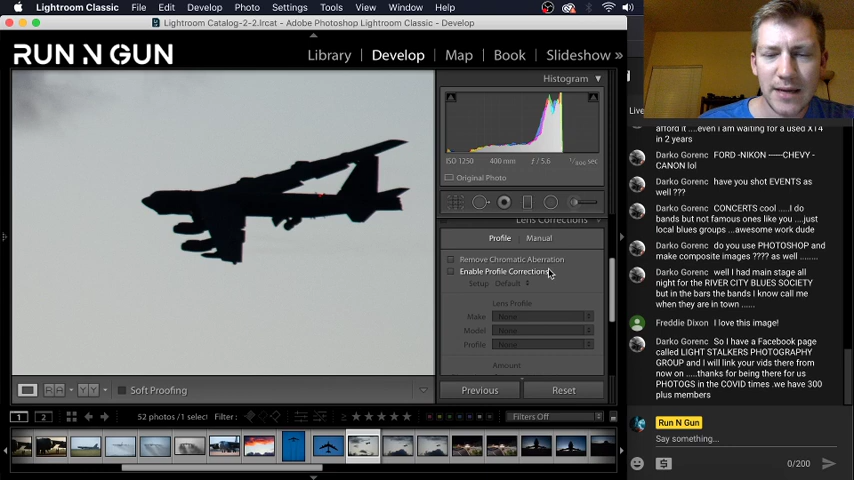 Lightroom Classic File Edit Develop Photo Settings Tools View Window Help
Lightroom Catalog-2-2.lrcat - Adobe Photoshop Lightroom Classic - Develop
RUN N GUN
Library | Develop | Map | Book | Slideshow »
Histogram
ISO 1250 400 mm ƒ / 5.6 1/800 sec
Original Photo
Lens Corrections
Profile Manual
Remove Chromatic Aberration
Enable Profile Corrections
Setup Default
Lens Profile
Make None
Model None
Profile None
Amount
Previous Reset
Soft Proofing
1 2 52 photos /1 select Filter : Filters Off
Live
afford it ....even I am waiting for a used XT4
in 2 years
Darko Gorenc FORD -NIKON ------CHEVY -
CANON lol
Darko Gorenc have you shot EVENTS as
well ???
Darko Gorenc CONCERTS cool .....I do
bands but not famous ones like you ....just
local blues groups ...awesome work dude
Darko Gorenc do you use PHOTOSHOP and
make composite images ???? as well ........
Darko Gorenc well I had main stage all
night for the RIVER CITY BLUES SOCIETY
but in the bars the bands I know call me
when they are in town ......
Freddie Dixon I love this image!
Darko Gorenc So I have a Facebook page
called LIGHT STALKERS PHOTOGRAPHY
GROUP and I will link your vids there from
now on .....thanks for being there for us
PHOTOGS in the COVID times .we have 300
plus members
Run N Gun
Say something...
0/200